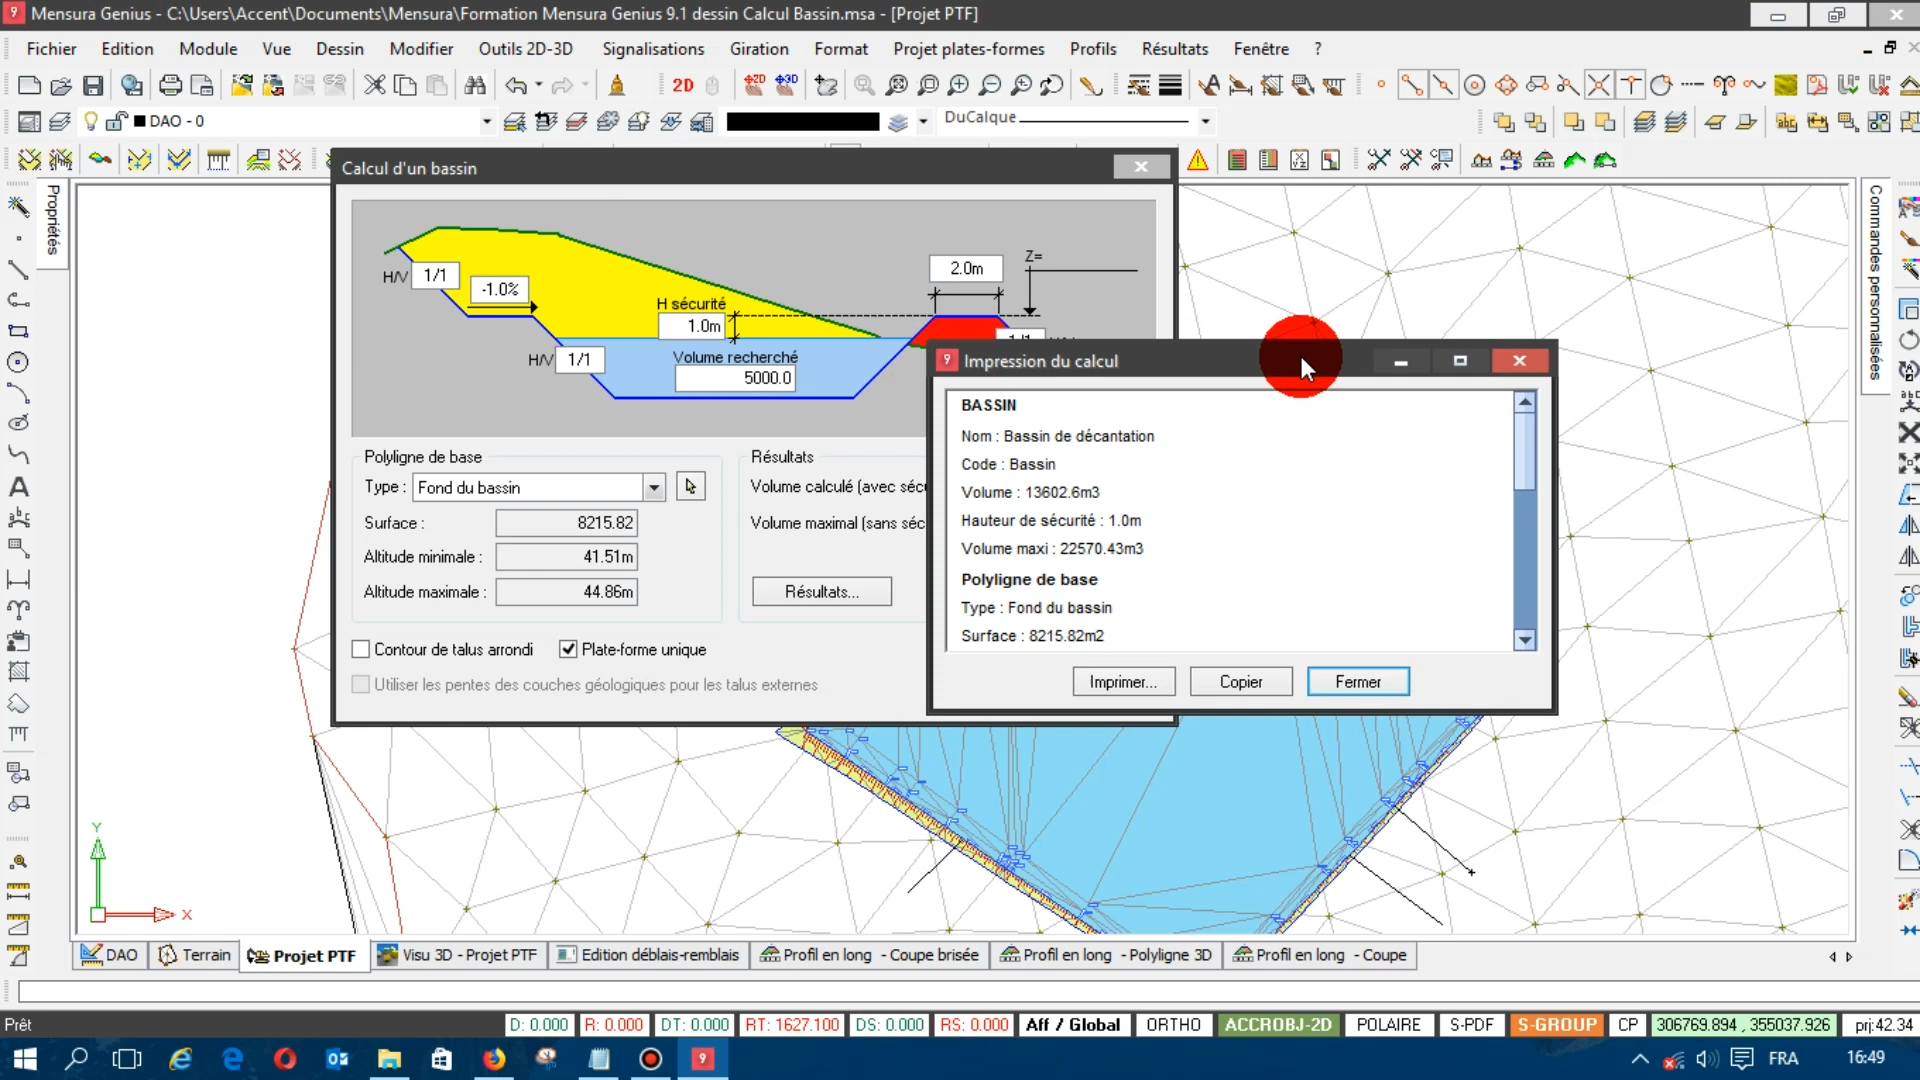 Mensura Genius - C:\Users\Accent\Documents\Mensura\Formation Mensura Genius 9.1 dessin Calcul Bassin.msa - [Projet PTF]
Fichier Edition Module Vue Dessin Modifier Outils 2D-3D Signalisations Giration Format Projet plates-formes Profils Résultats Fenêtre ?
2D
DAO - 0
DuCalque
Propriétés
Commandes personnalisées
Calcul d'un bassin
H/V 1/1
-1.0%
H sécurité
1.0m
2.0m
Z=
H/V 1/1
Volume recherché
5000.0
Polyligne de base
Type : Fond du bassin
Surface : 8215.82
Altitude minimale : 41.51m
Altitude maximale : 44.86m
Résultats
Volume calculé (avec séc
Volume maximal (sans séc
Résultats...
Contour de talus arrondi
Plate-forme unique
Utiliser les pentes des couches géologiques pour les talus externes
Impression du calcul
BASSIN
Nom : Bassin de décantation
Code : Bassin
Volume : 13602.6m3
Hauteur de sécurité : 1.0m
Volume maxi : 22570.43m3
Polyligne de base
Type : Fond du bassin
Surface : 8215.82m2
Imprimer... Copier Fermer
Y
X
DAO Terrain Projet PTF Visu 3D - Projet PTF Edition déblais-remblais Profil en long - Coupe brisée Profil en long - Polyligne 3D Profil en long - Coupe
Prêt
D: 0.000 R: 0.000 DT: 0.000 RT: 1627.100 DS: 0.000 RS: 0.000 Aff / Global ORTHO ACCROBJ-2D POLAIRE S-PDF S-GROUP CP 306769.894 , 355037.926 prj:42.34
FRA 16:49